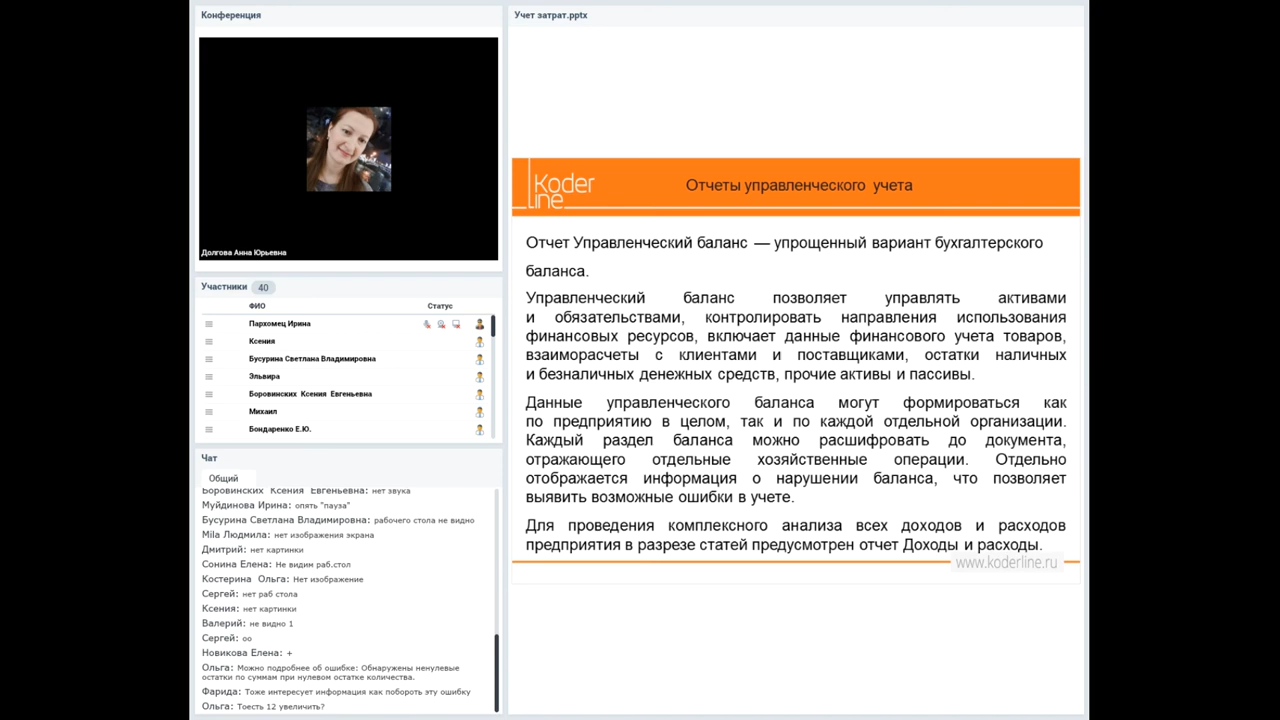 Конференция
Долгова Анна Юрьевна
Участники 40
ФИО Статус
Пархомец Ирина
Ксения
Бусурина Светлана Владимировна
Эльвира
Боровинских Ксения Евгеньевна
Михаил
Бондаренко Е.Ю.
Чат
Общий
Боровинских Ксения Евгеньевна: нет звука
Муйдинова Ирина: опять "пауза"
Бусурина Светлана Владимировна: рабочего стола не видно
Mila Людмила: нет изображения экрана
Дмитрий: нет картинки
Сонина Елена: Не видим раб.стол
Костерина Ольга: Нет изображение
Сергей: нет раб стола
Ксения: нет картинки
Валерий: не видно 1
Сергей: оо
Новикова Елена: +
Ольга: Можно подробнее об ошибке: Обнаружены ненулевые
остатки по суммам при нулевом остатке количества.
Фарида: Тоже интересует информация как побороть эту ошибку
Ольга: Тоесть 12 увеличить?
Учет затрат.pptx
Koder
line
Отчеты управленческого учета
Отчет Управленческий баланс — упрощенный вариант бухгалтерского
баланса.
Управленческий баланс позволяет управлять активами
и обязательствами, контролировать направления использования
финансовых ресурсов, включает данные финансового учета товаров,
взаиморасчеты с клиентами и поставщиками, остатки наличных
и безналичных денежных средств, прочие активы и пассивы.
Данные управленческого баланса могут формироваться как
по предприятию в целом, так и по каждой отдельной организации.
Каждый раздел баланса можно расшифровать до документа,
отражающего отдельные хозяйственные операции. Отдельно
отображается информация о нарушении баланса, что позволяет
выявить возможные ошибки в учете.
Для проведения комплексного анализа всех доходов и расходов
предприятия в разрезе статей предусмотрен отчет Доходы и расходы.
www.koderline.ru